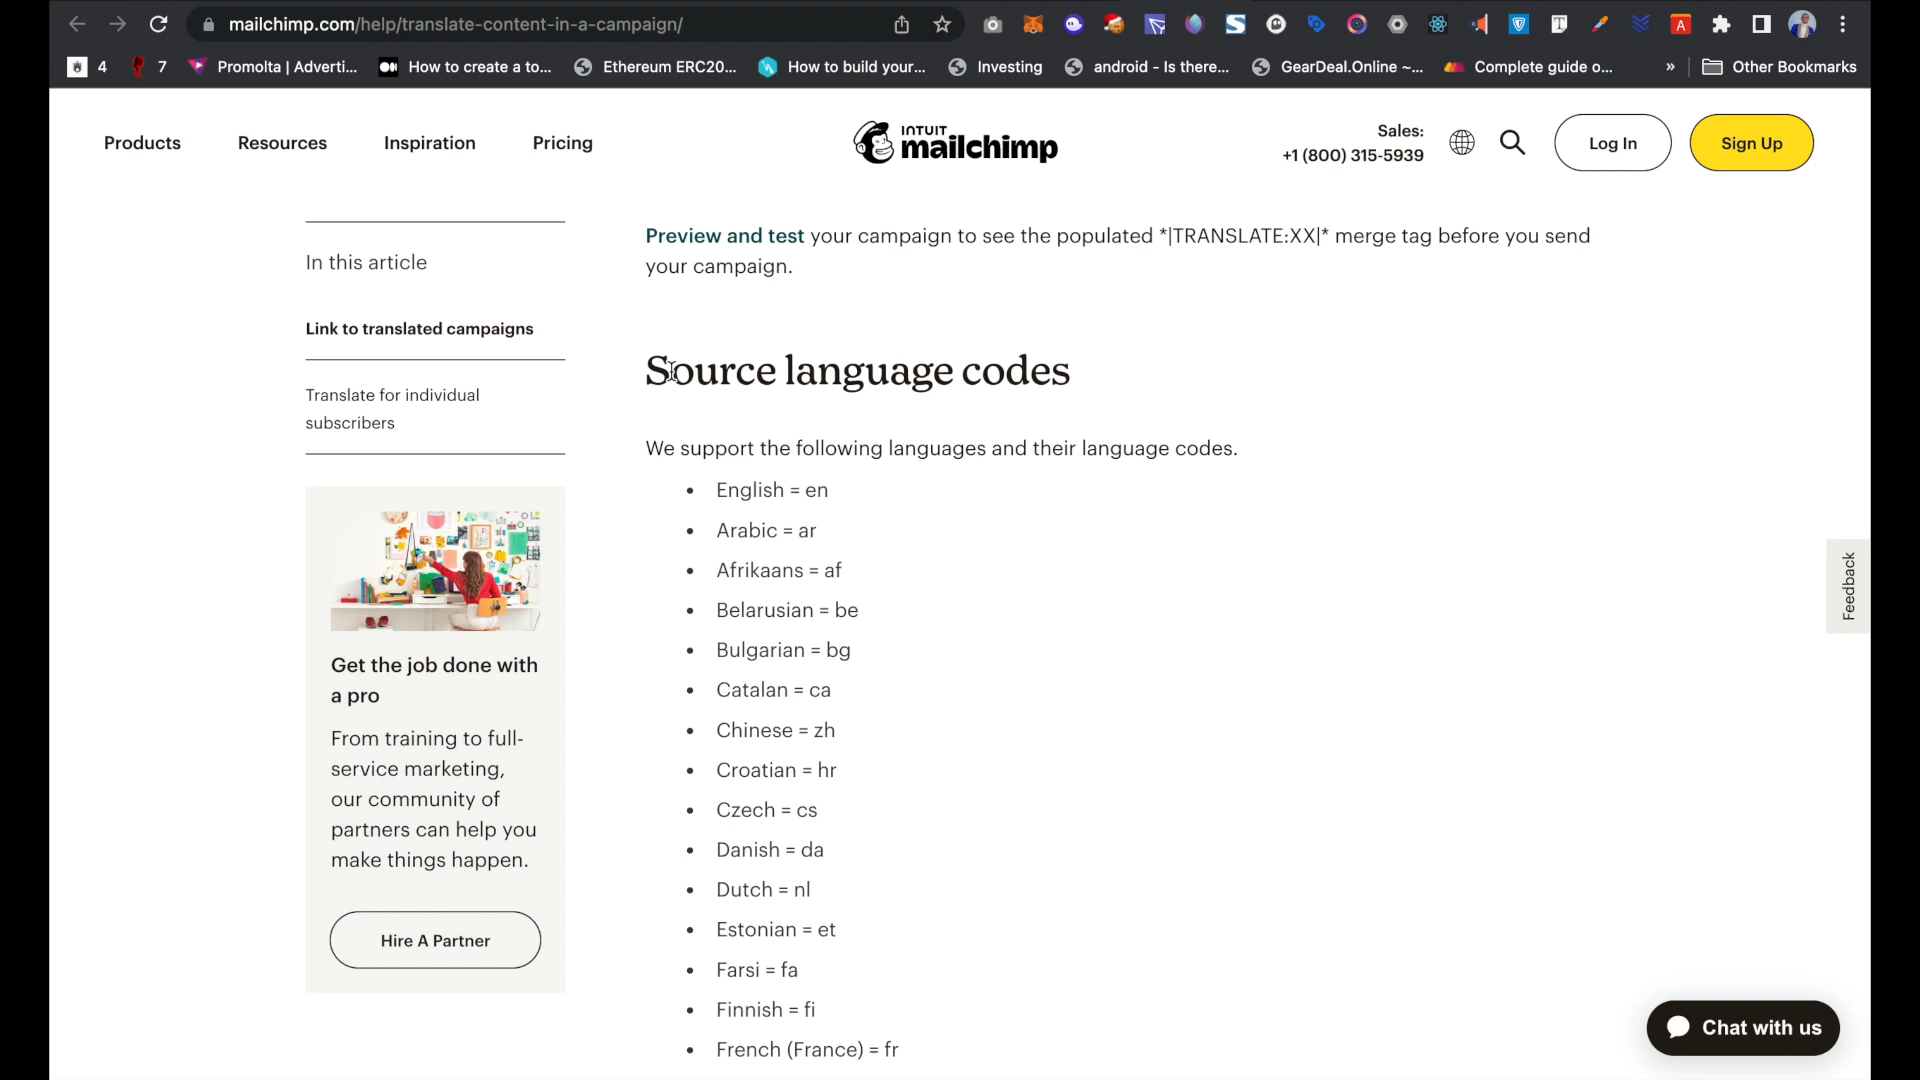 mailchimp.com/help/translate-content-in-a-campaign/
4
7
Promolta | Adverti...
How to create a to...
Ethereum ERC20...
How to build your...
Investing
android - Is there...
GearDeal.Online ~...
Complete guide o...
»
Other Bookmarks
Products
Resources
Inspiration
Pricing
INTUIT
mailchimp
Sales:
+1 (800) 315-5939
Log In
Sign Up
In this article
Link to translated campaigns
Translate for individual
subscribers
Get the job done with
a pro
From training to full-
service marketing,
our community of
partners can help you
make things happen.
Hire A Partner
Preview and test your campaign to see the populated *|TRANSLATE:XX|* merge tag before you send
your campaign.
Source language codes
We support the following languages and their language codes.
• English = en
• Arabic = ar
• Afrikaans = af
• Belarusian = be
• Bulgarian = bg
• Catalan = ca
• Chinese = zh
• Croatian = hr
• Czech = cs
• Danish = da
• Dutch = nl
• Estonian = et
• Farsi = fa
• Finnish = fi
• French (France) = fr
Feedback
Chat with us